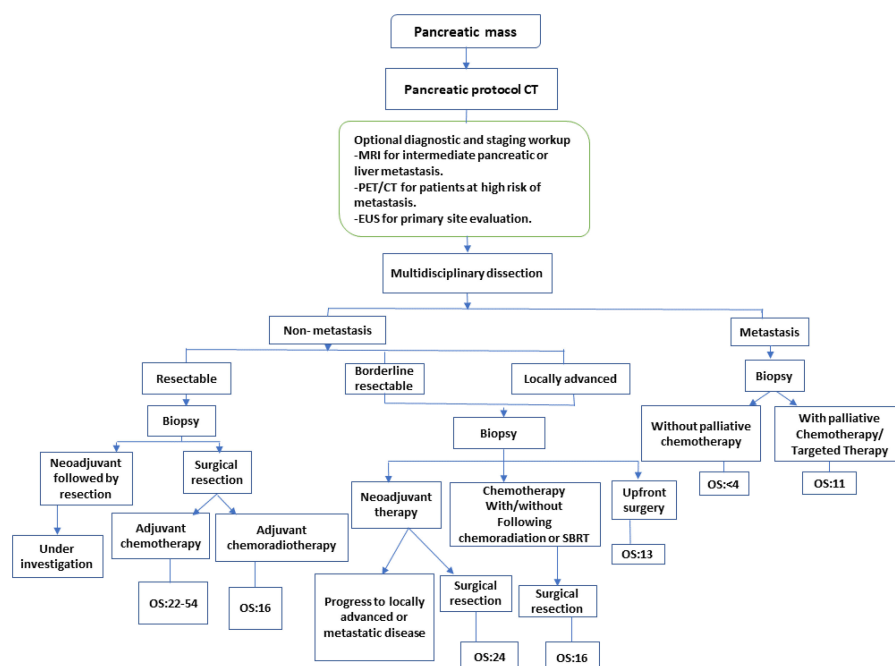 Pancreatic mass
Pancreatic protocol CT
Optional diagnostic and staging workup
-MRI for intermediate pancreatic or
liver metastasis.
-PET/CT for patients at high risk of
metastasis.
-EUS for primary site evaluation.
Multidisciplinary dissection
Non- metastasis
Metastasis
Resectable
Borderline
resectable
Locally advanced
Biopsy
Biopsy
Biopsy
Without palliative
chemotherapy
With palliative
Chemotherapy/
Targeted Therapy
OS:<4
OS:11
Neoadjuvant
followed by
resection
Surgical
resection
Neoadjuvant
therapy
Chemotherapy
With/without
Following
chemoradiation or SBRT
Upfront
surgery
OS:13
Under
investigation
Adjuvant
chemotherapy
Adjuvant
chemoradiotherapy
OS:22-54
OS:16
Progress to locally
advanced or
metastatic disease
Surgical
resection
Surgical
resection
OS:24
OS:16